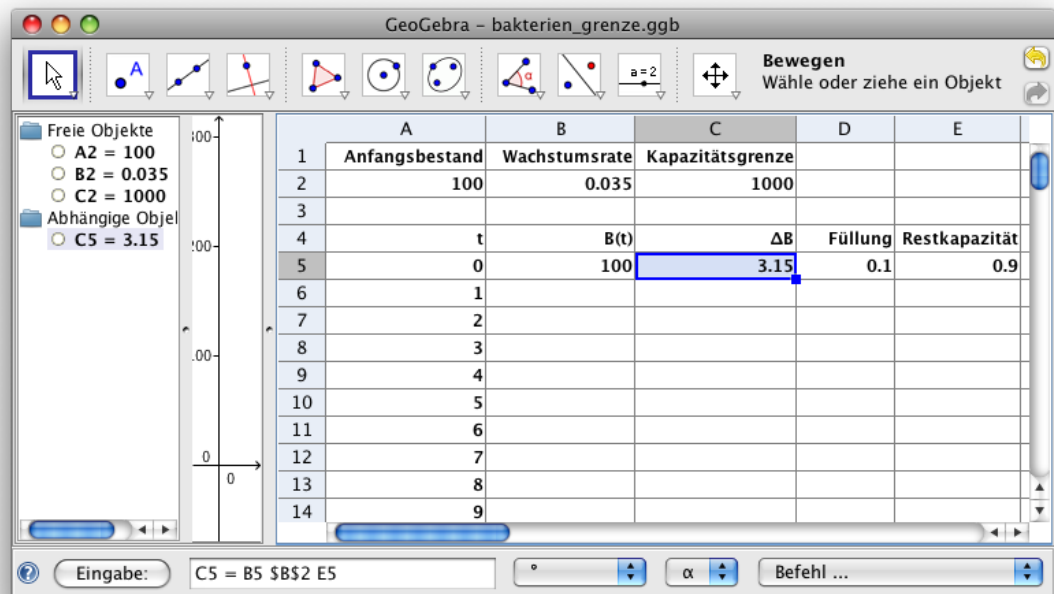 GeoGebra – bakterien_grenze.ggb
A
α
a=2
Bewegen
Wähle oder ziehe ein Objekt
Freie Objekte
A2 = 100
B2 = 0.035
C2 = 1000
Abhängige Objel
C5 = 3.15
300
200
100
0
0
A B C D E
1 Anfangsbestand Wachstumsrate Kapazitätsgrenze
2 100 0.035 1000
3
4 t B(t) ΔB Füllung Restkapazität
5 0 100 3.15 0.1 0.9
6 1
7 2
8 3
9 4
10 5
11 6
12 7
13 8
14 9
? Eingabe: C5 = B5 $B$2 E5 ° α Befehl ...